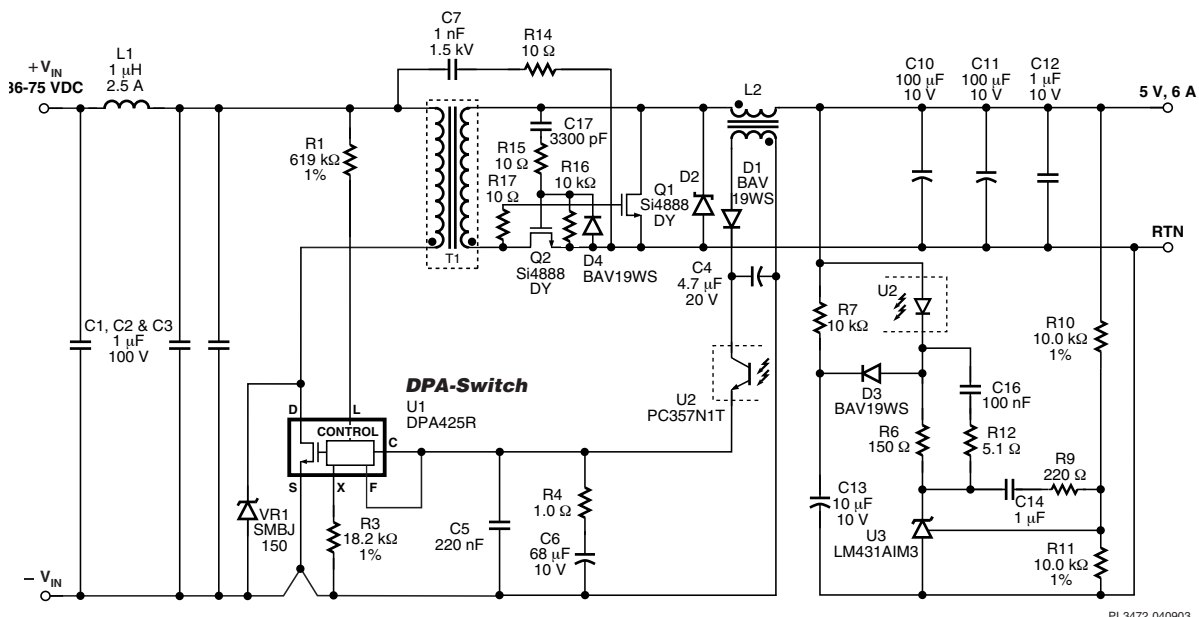 C7
1 nF
1.5 kV
R14
10 Ω
L1
1 μH
2.5 A
+ VIN
36-75 VDC
C10
100 μF
10 V
C11
100 μF
10 V
C12
1 μF
10 V
5 V, 6 A
L2
R1
619 kΩ
1%
C17
3300 pF
R15
10 Ω
R16
10 kΩ
R17
10 Ω
Q1
Si4888
DY
D2
D1
BAV
19WS
T1
Q2
Si4888
DY
D4
BAV19WS
RTN
C4
4.7 μF
20 V
U2
R7
10 kΩ
R10
10.0 kΩ
1%
C1, C2 & C3
1 μF
100 V
D3
BAV19WS
C16
100 nF
DPA-Switch
U1
DPA425R
U2
PC357N1T
D
L
CONTROL
C
S
X
F
R6
150 Ω
R12
5.1 Ω
R9
220 Ω
C14
1 μF
VR1
SMBJ
150
R3
18.2 kΩ
1%
C5
220 nF
R4
1.0 Ω
C6
68 μF
10 V
C13
10 μF
10 V
U3
LM431AIM3
R11
10.0 kΩ
1%
− VIN
PI-3472-040903